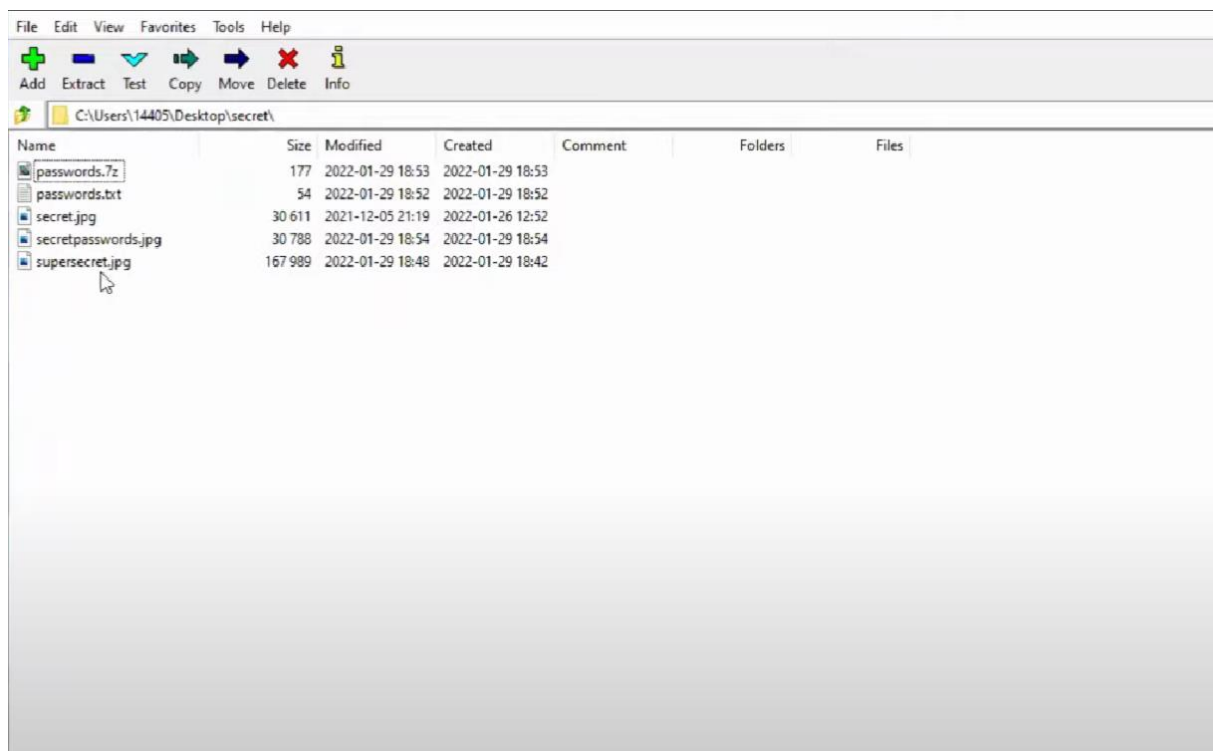 File Edit View Favorites Tools Help
Add Extract Test Copy Move Delete Info
C:\Users\14405\Desktop\secret\
Name Size Modified Created Comment Folders Files
passwords.7z 177 2022-01-29 18:53 2022-01-29 18:53
passwords.txt 54 2022-01-29 18:52 2022-01-29 18:52
secret.jpg 30 611 2021-12-05 21:19 2022-01-26 12:52
secretpasswords.jpg 30 788 2022-01-29 18:54 2022-01-29 18:54
supersecret.jpg 167 989 2022-01-29 18:48 2022-01-29 18:42